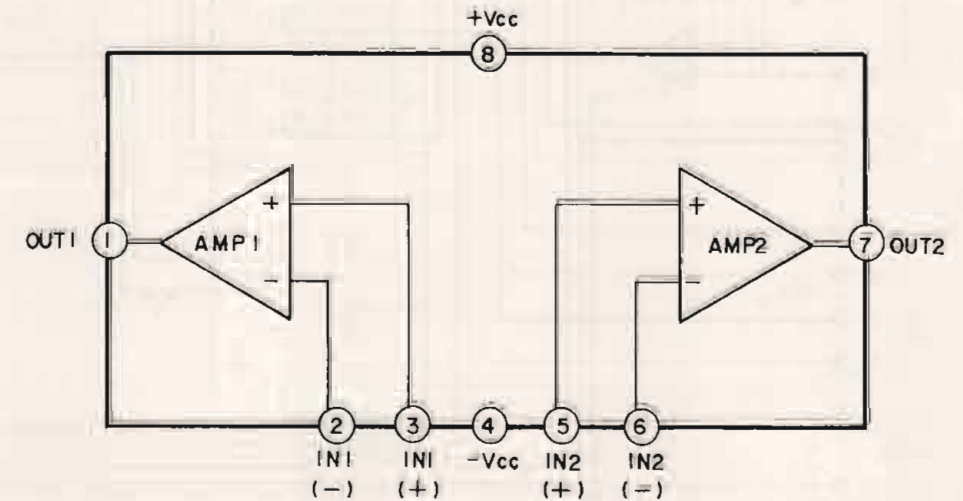 +Vcc
8
+
+
OUT1 1 AMP1 AMP2 7 OUT2
-
-
2 3 4 5 6
IN1 IN1 -Vcc IN2 IN2
(-) (+) (+) (-)